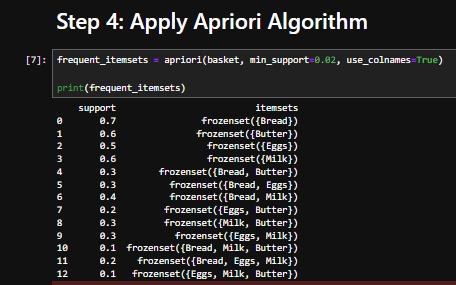 Step 4: Apply Apriori Algorithm
[7]: frequent_itemsets = apriori(basket, min_support=0.02, use_colnames=True)
print(frequent_itemsets)
support itemsets
0 0.7 frozenset({Bread})
1 0.6 frozenset({Butter})
2 0.5 frozenset({Eggs})
3 0.6 frozenset({Milk})
4 0.3 frozenset({Bread, Butter})
5 0.3 frozenset({Bread, Eggs})
6 0.4 frozenset({Bread, Milk})
7 0.2 frozenset({Eggs, Butter})
8 0.3 frozenset({Milk, Butter})
9 0.3 frozenset({Eggs, Milk})
10 0.1 frozenset({Bread, Milk, Butter})
11 0.2 frozenset({Bread, Eggs, Milk})
12 0.1 frozenset({Eggs, Milk, Butter})